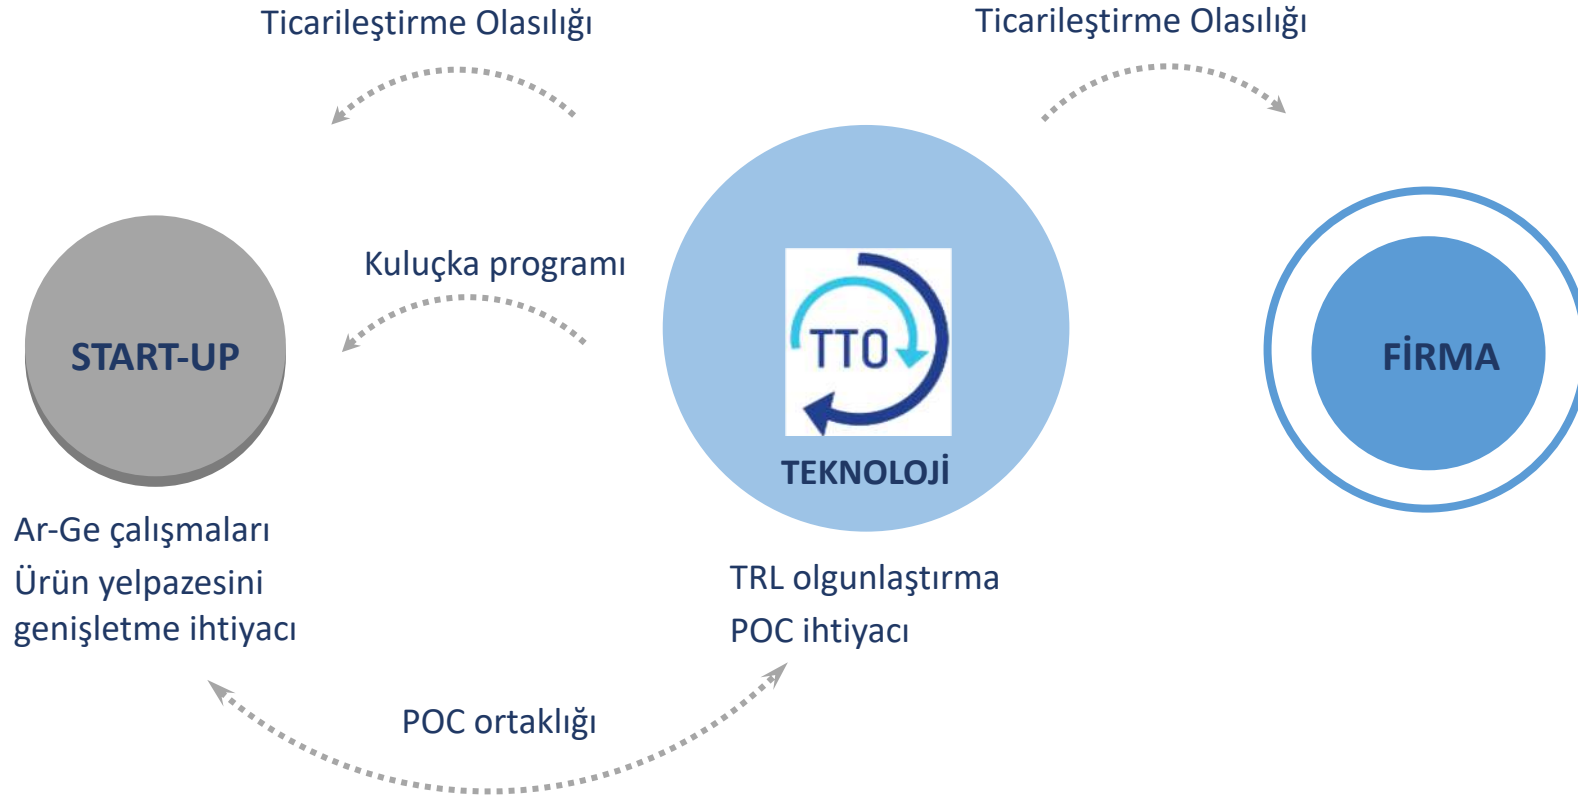 Ticarileştirme Olasılığı
Ticarileştirme Olasılığı
Kuluçka programı
START-UP
TTO
TEKNOLOJİ
FİRMA
Ar-Ge çalışmaları
Ürün yelpazesini
genişletme ihtiyacı
TRL olgunlaştırma
POC ihtiyacı
POC ortaklığı